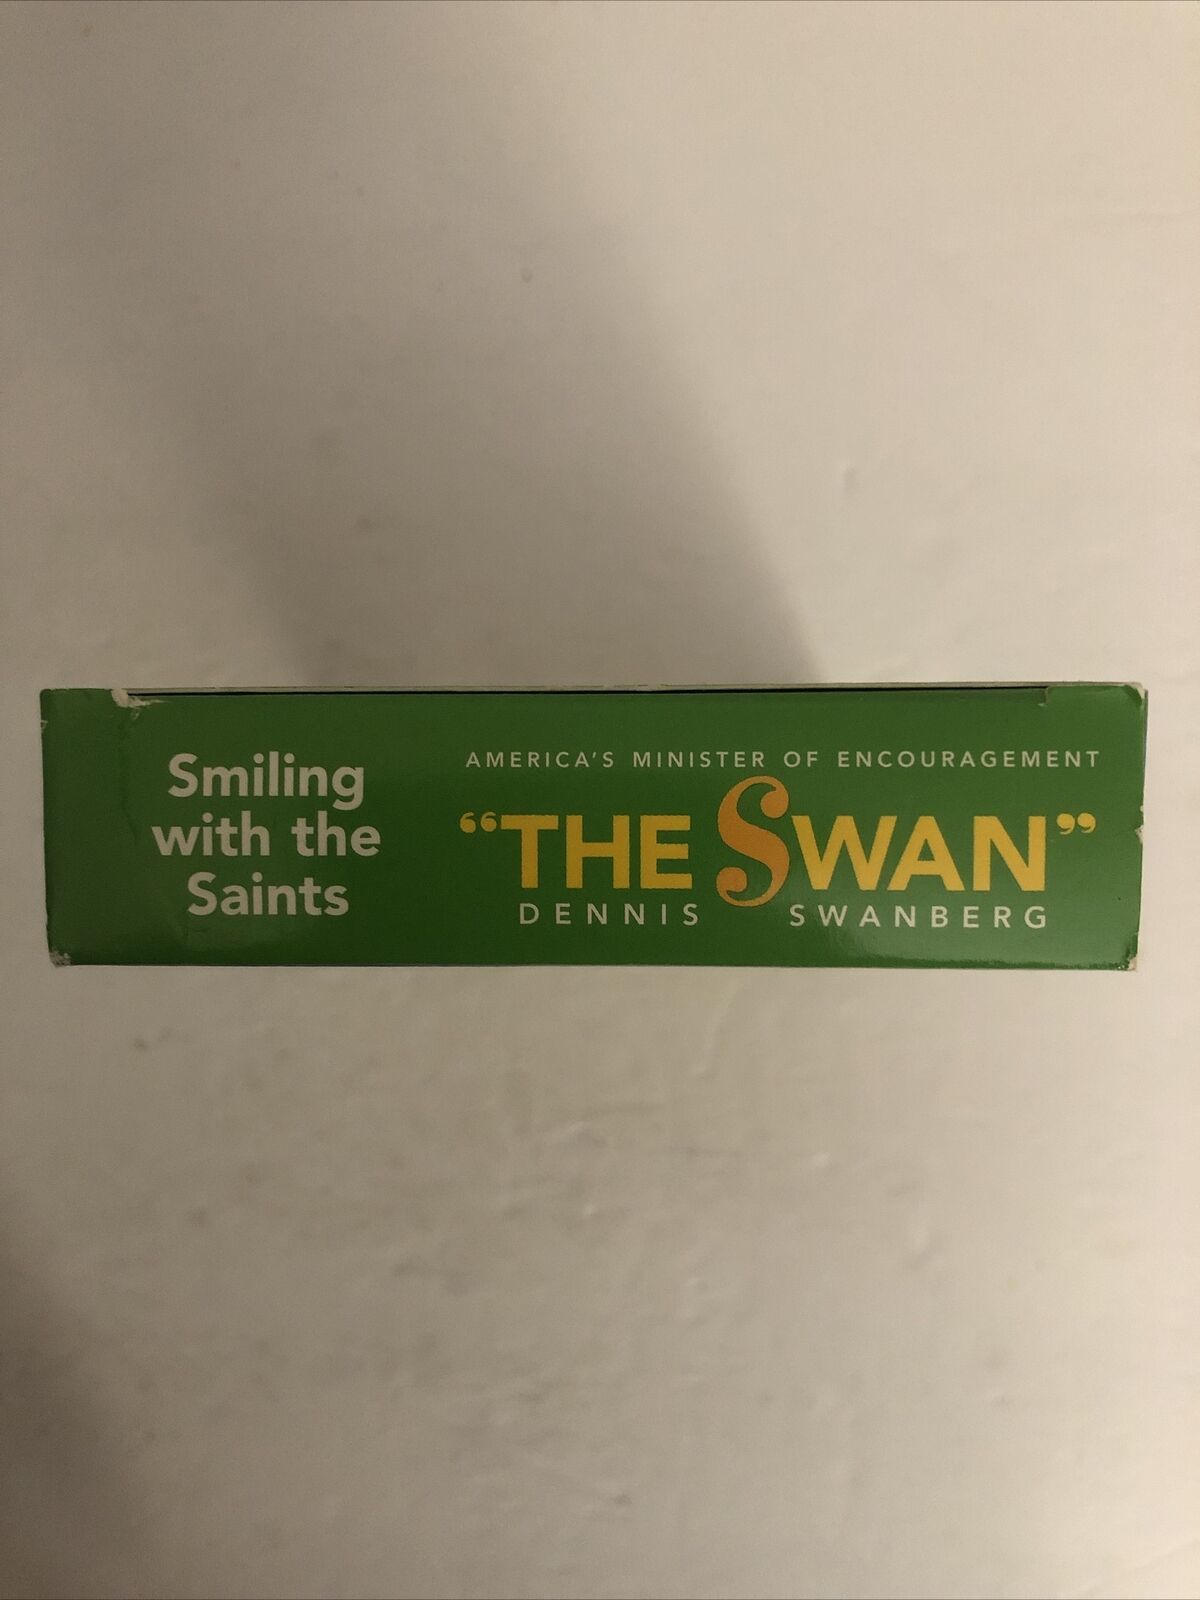 Smiling
with the
Saints
AMERICA'S MINISTER OF ENCOURAGEMENT
“THE SWAN”
DENNIS SWANBERG